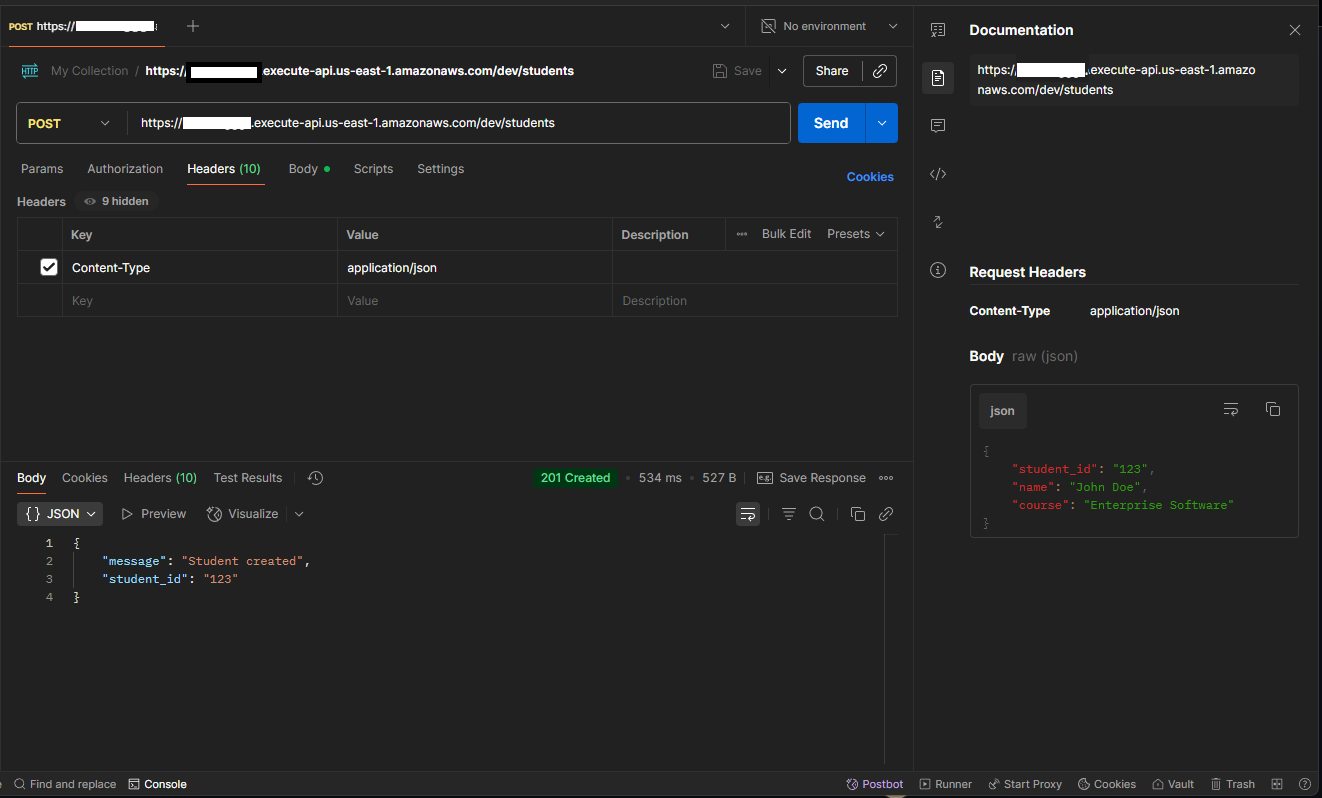 POST https://
No environment
My Collection / https:// .execute-api.us-east-1.amazonaws.com/dev/students
Save
Share
POST
https:// .execute-api.us-east-1.amazonaws.com/dev/students
Send
Params Authorization Headers (10) Body Scripts Settings
Cookies
Headers 9 hidden
Key Value Description ••• Bulk Edit Presets
Content-Type application/json
Key Value Description
Body Cookies Headers (10) Test Results
201 Created • 534 ms • 527 B
Save Response
{} JSON Preview Visualize
1 {
2 "message": "Student created",
3 "student_id": "123"
4 }
Documentation
https:// .execute-api.us-east-1.amazo
naws.com/dev/students
Request Headers
Content-Type application/json
Body raw (json)
json
{
"student_id": "123",
"name": "John Doe",
"course": "Enterprise Software"
}
Find and replace Console
Postbot Runner Start Proxy Cookies Vault Trash